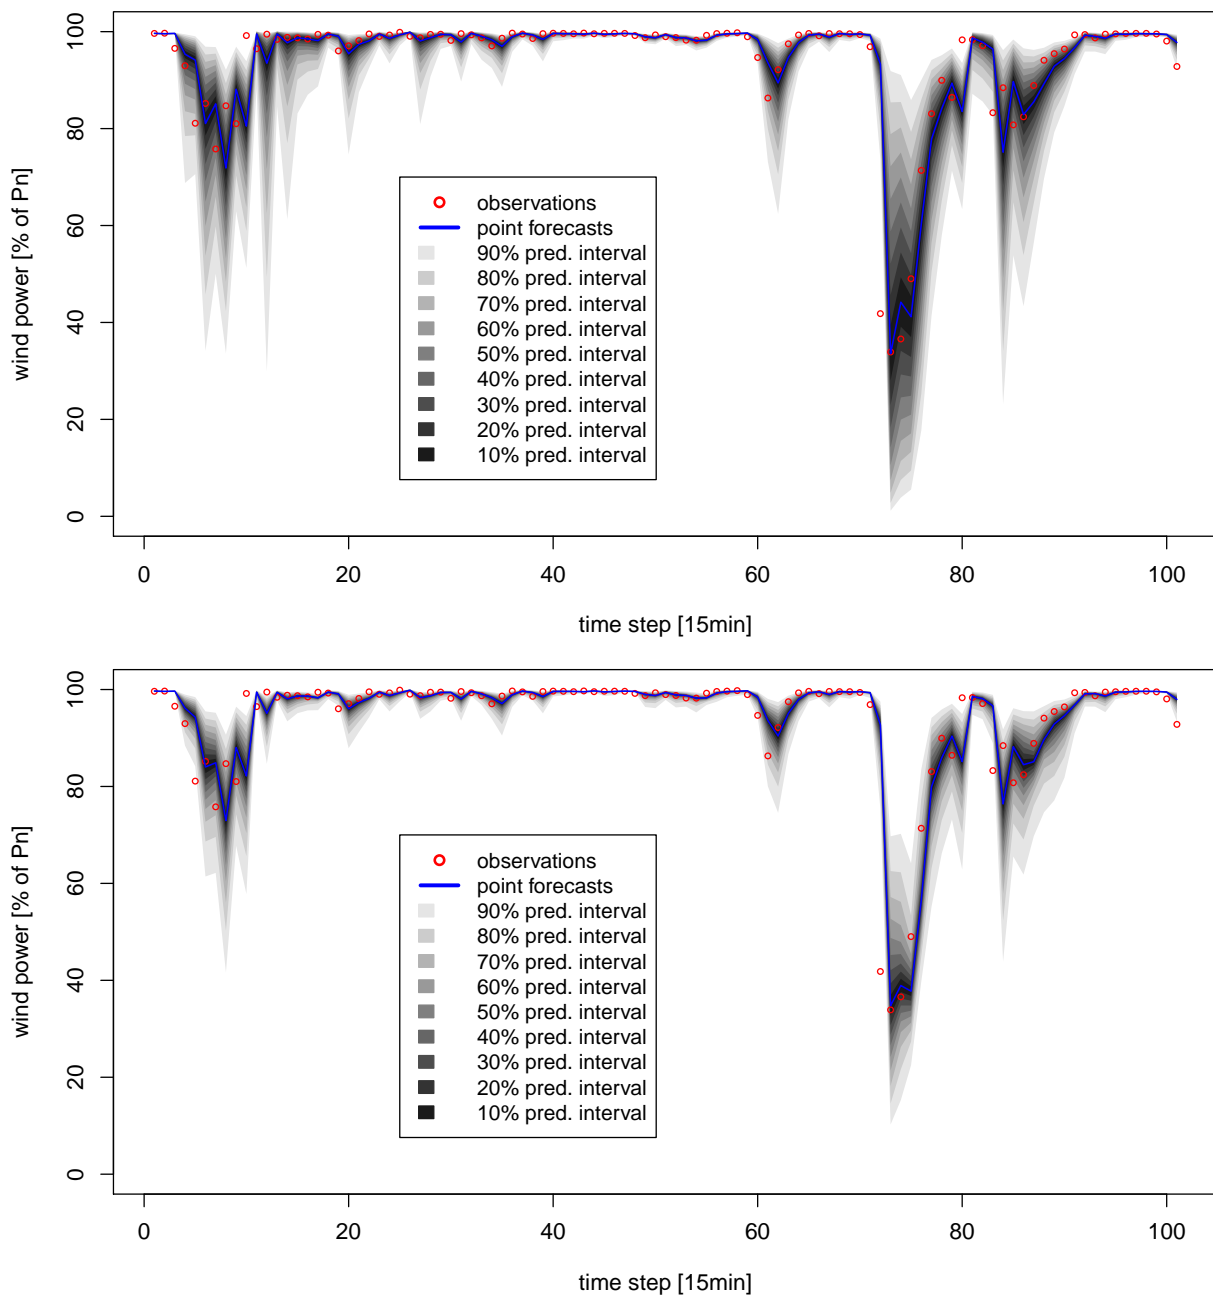 100
80
60
40
20
0
wind power [% of Pn]
observations
point forecasts
90% pred. interval
80% pred. interval
70% pred. interval
60% pred. interval
50% pred. interval
40% pred. interval
30% pred. interval
20% pred. interval
10% pred. interval
0 20 40 60 80 100
time step [15min]
100
80
60
40
20
0
wind power [% of Pn]
observations
point forecasts
90% pred. interval
80% pred. interval
70% pred. interval
60% pred. interval
50% pred. interval
40% pred. interval
30% pred. interval
20% pred. interval
10% pred. interval
0 20 40 60 80 100
time step [15min]